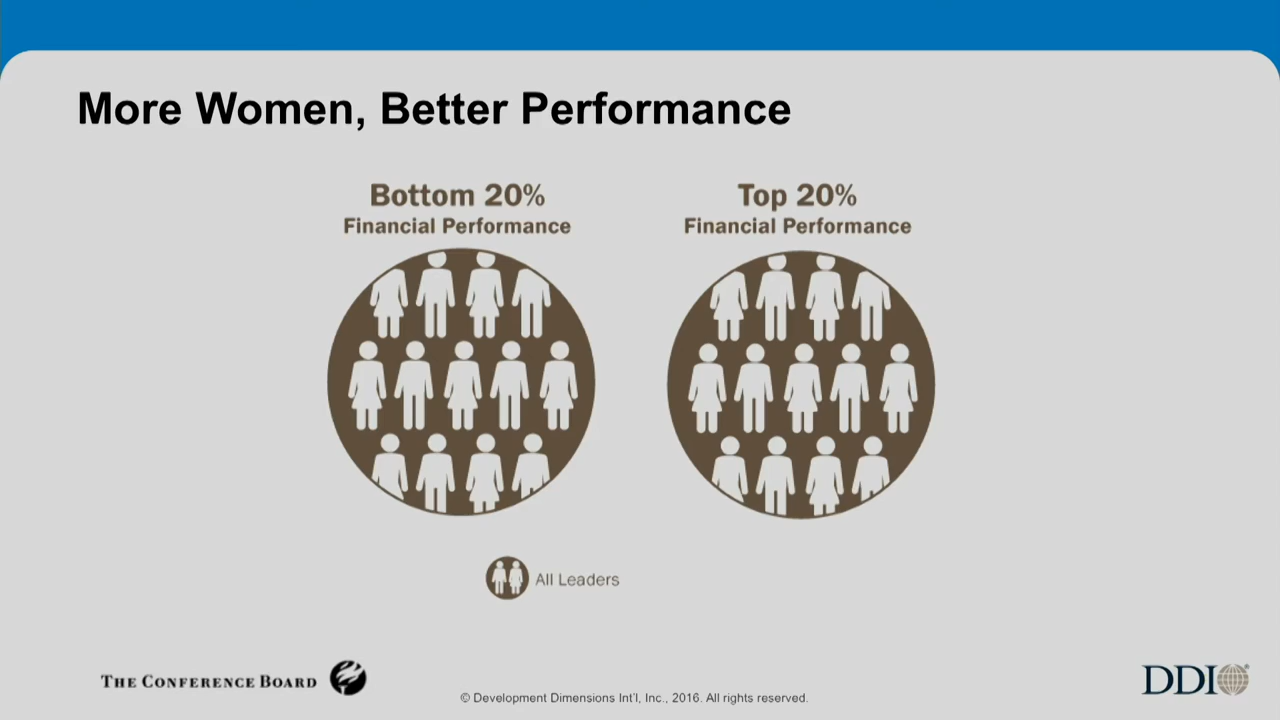 More Women, Better Performance
Bottom 20%
Financial Performance
Top 20%
Financial Performance
All Leaders
THE CONFERENCE BOARD
© Development Dimensions Int'l, Inc., 2016. All rights reserved.
DDI